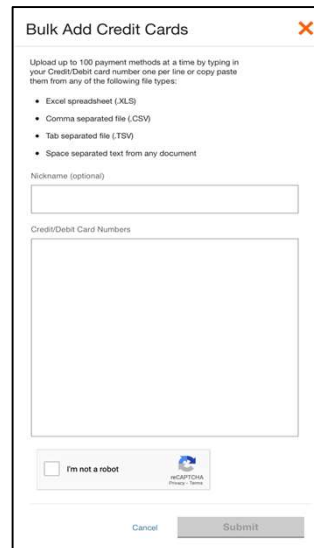 Bulk Add Credit Cards
Upload up to 100 payment methods at a time by typing in
your Credit/Debit card number one per line or copy paste
them from any of the following file types:
• Excel spreadsheet (.XLS)
• Comma separated file (.CSV)
• Tab separated file (.TSV)
• Space separated text from any document
Nickname (optional)
Credit/Debit Card Numbers
I'm not a robot
reCAPTCHA
Privacy - Terms
Cancel
Submit